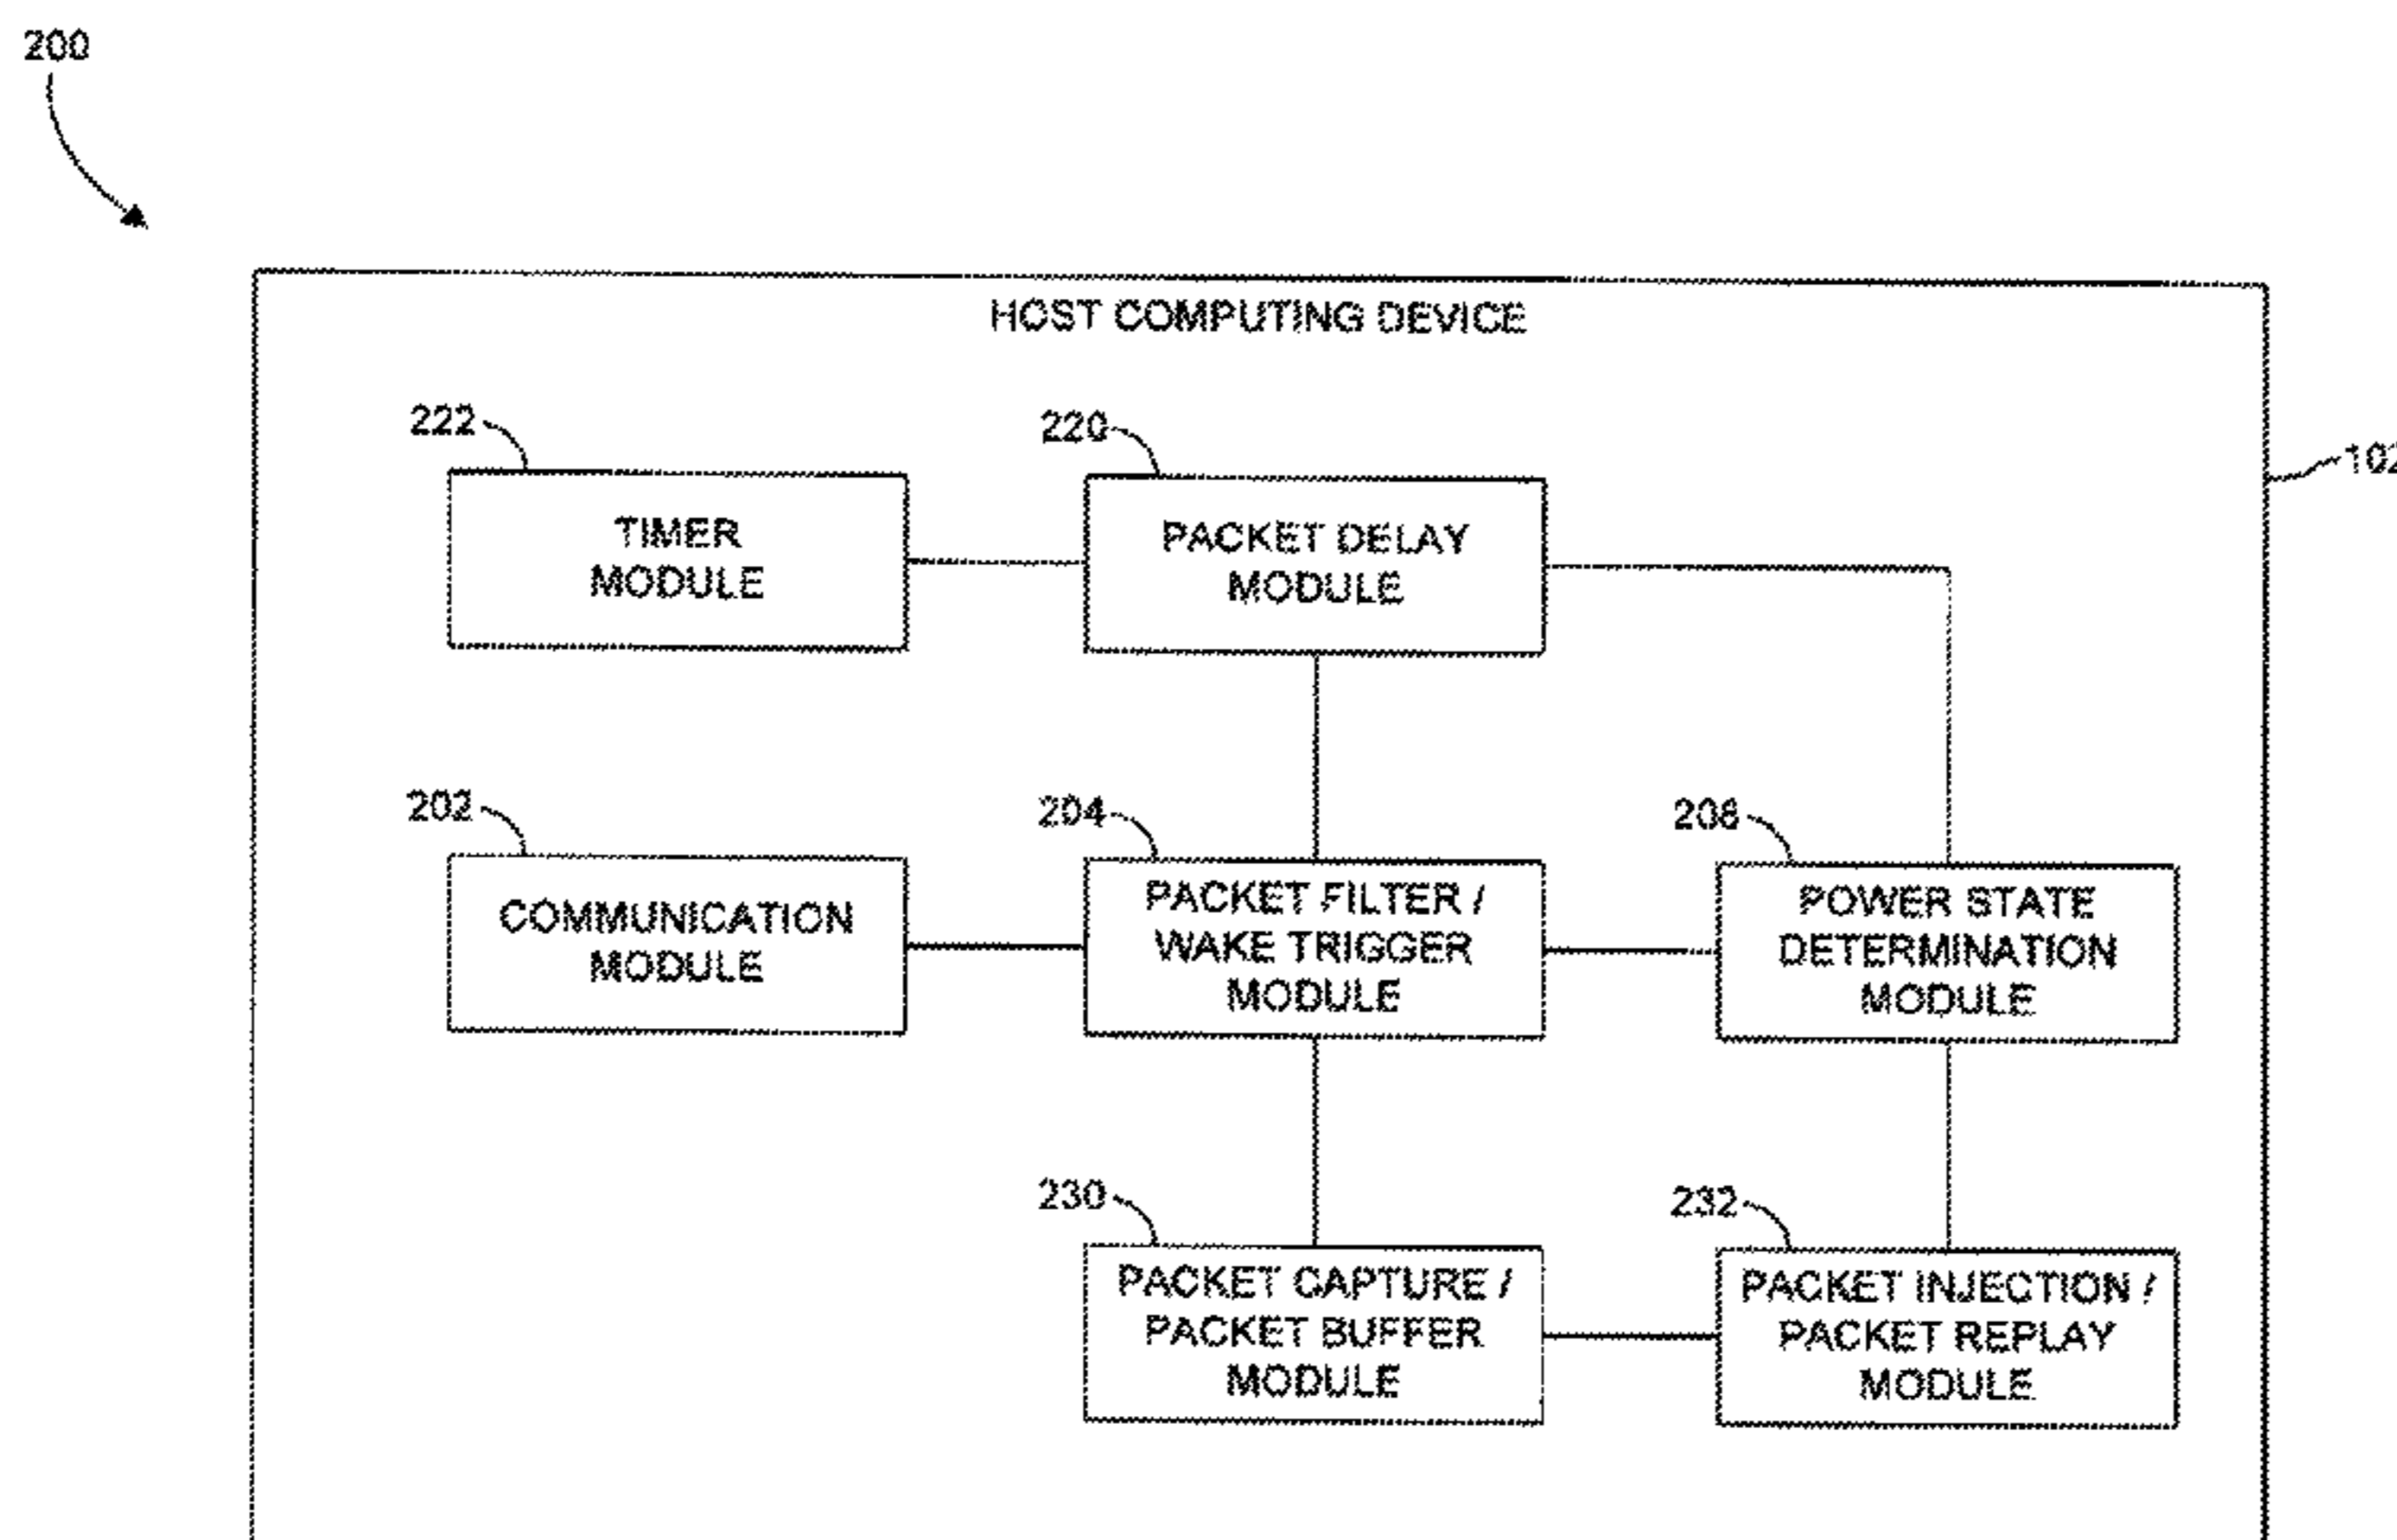 200
HOST COMPUTING DEVICE
102
222
TIMER
MODULE
220
PACKET DELAY
MODULE
202
COMMUNICATION
MODULE
204
PACKET FILTER /
WAKE TRIGGER
MODULE
208
POWER STATE
DETERMINATION
MODULE
230
PACKET CAPTURE /
PACKET BUFFER
MODULE
232
PACKET INJECTION /
PACKET REPLAY
MODULE